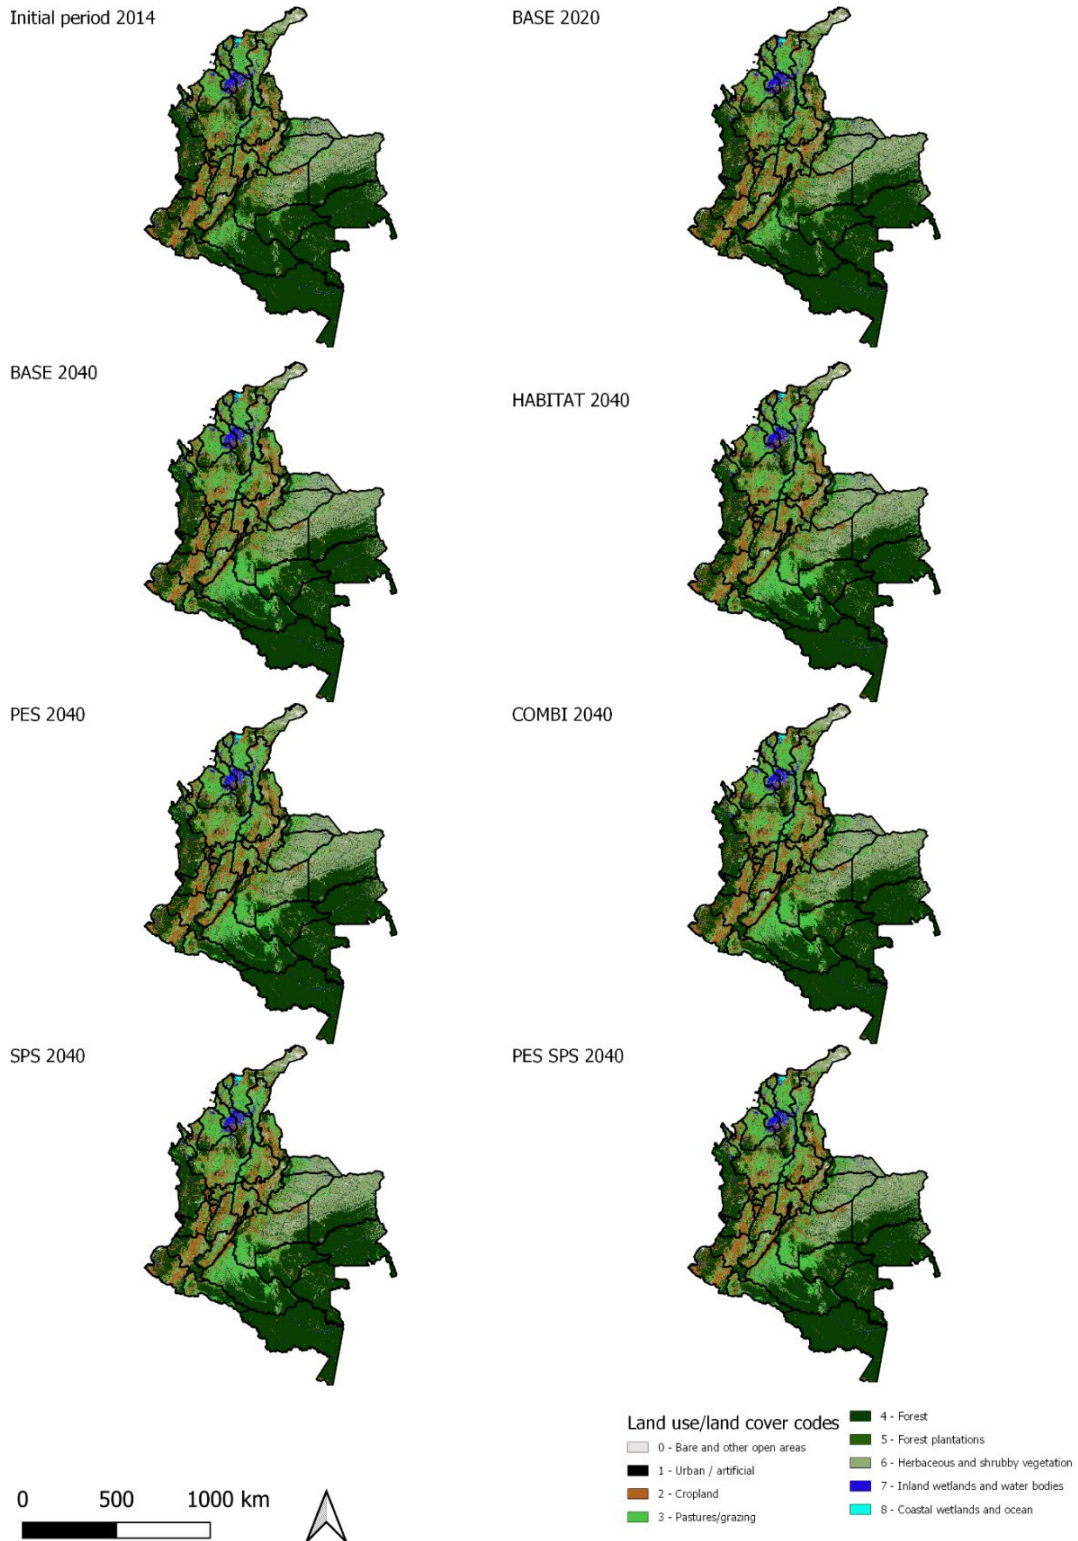 Initial period 2014
BASE 2020
BASE 2040
HABITAT 2040
PES 2040
COMBI 2040
SPS 2040
PES SPS 2040
Land use/land cover codes
0 - Bare and other open areas
1 - Urban / artificial
2 - Cropland
3 - Pastures/grazing
4 - Forest
5 - Forest plantations
6 - Herbaceous and shrubby vegetation
7 - Inland wetlands and water bodies
8 - Coastal wetlands and ocean
0 500 1000 km